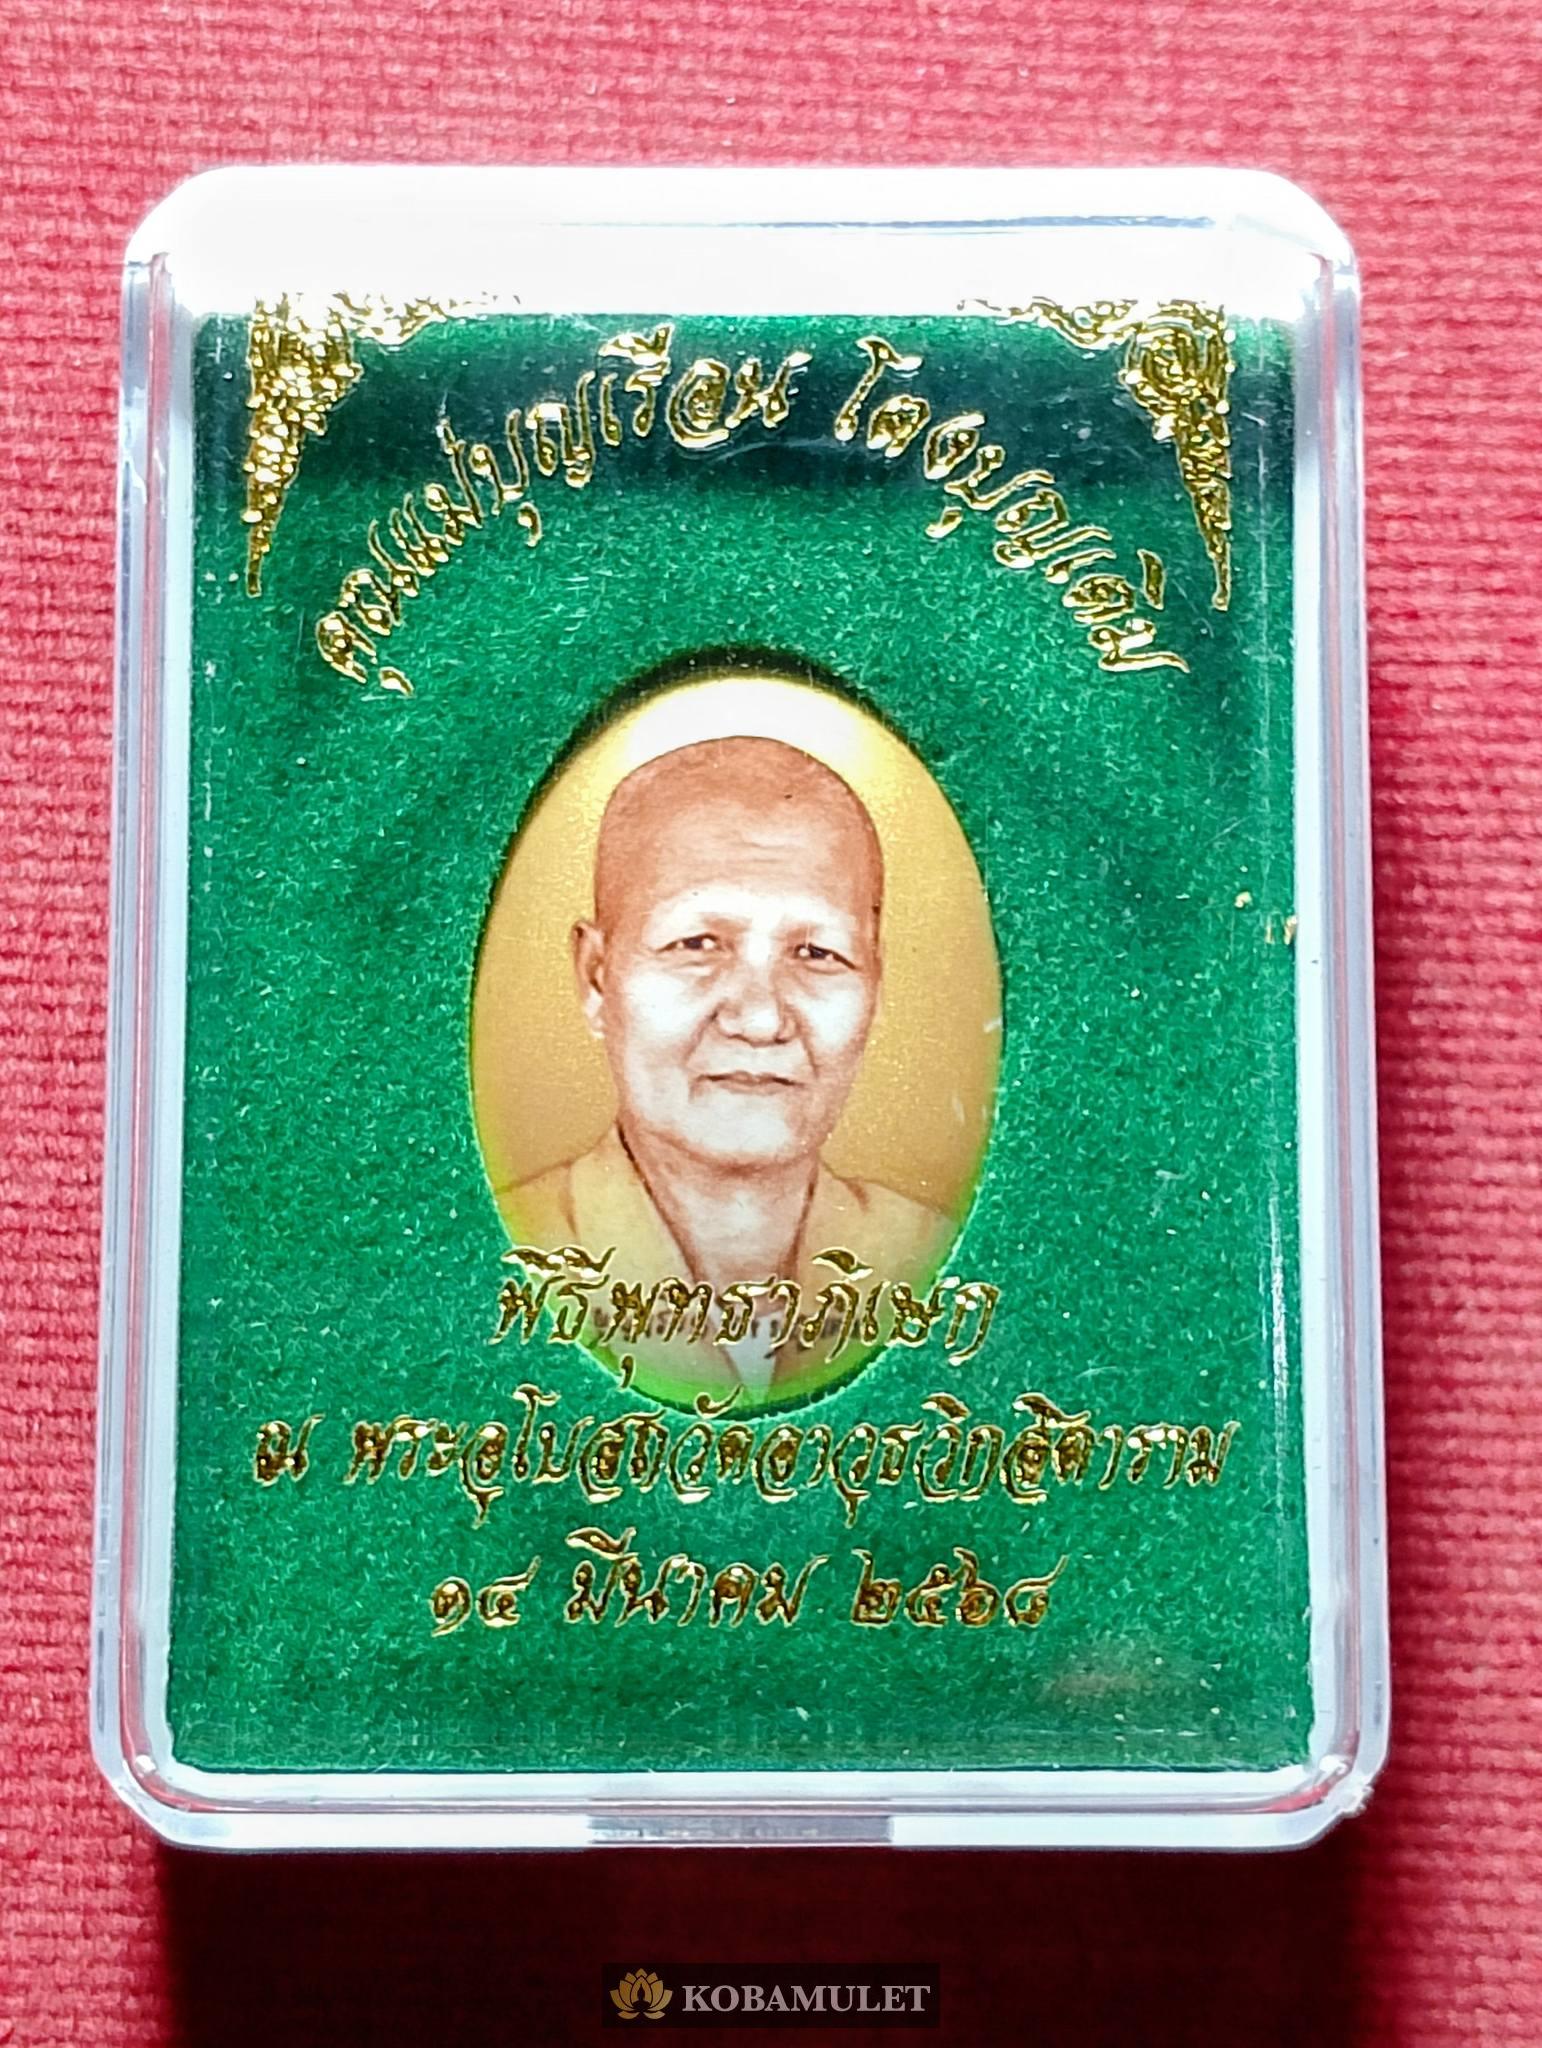 คุณแม่บุญเรือน โตงบุญเติม
พิธีพุทธาภิเษก
ณ พระอุโบสถวัดอาวุธวิกสิตาราม
๑๔ มีนาคม ๒๕๖๘
KOBAMULET